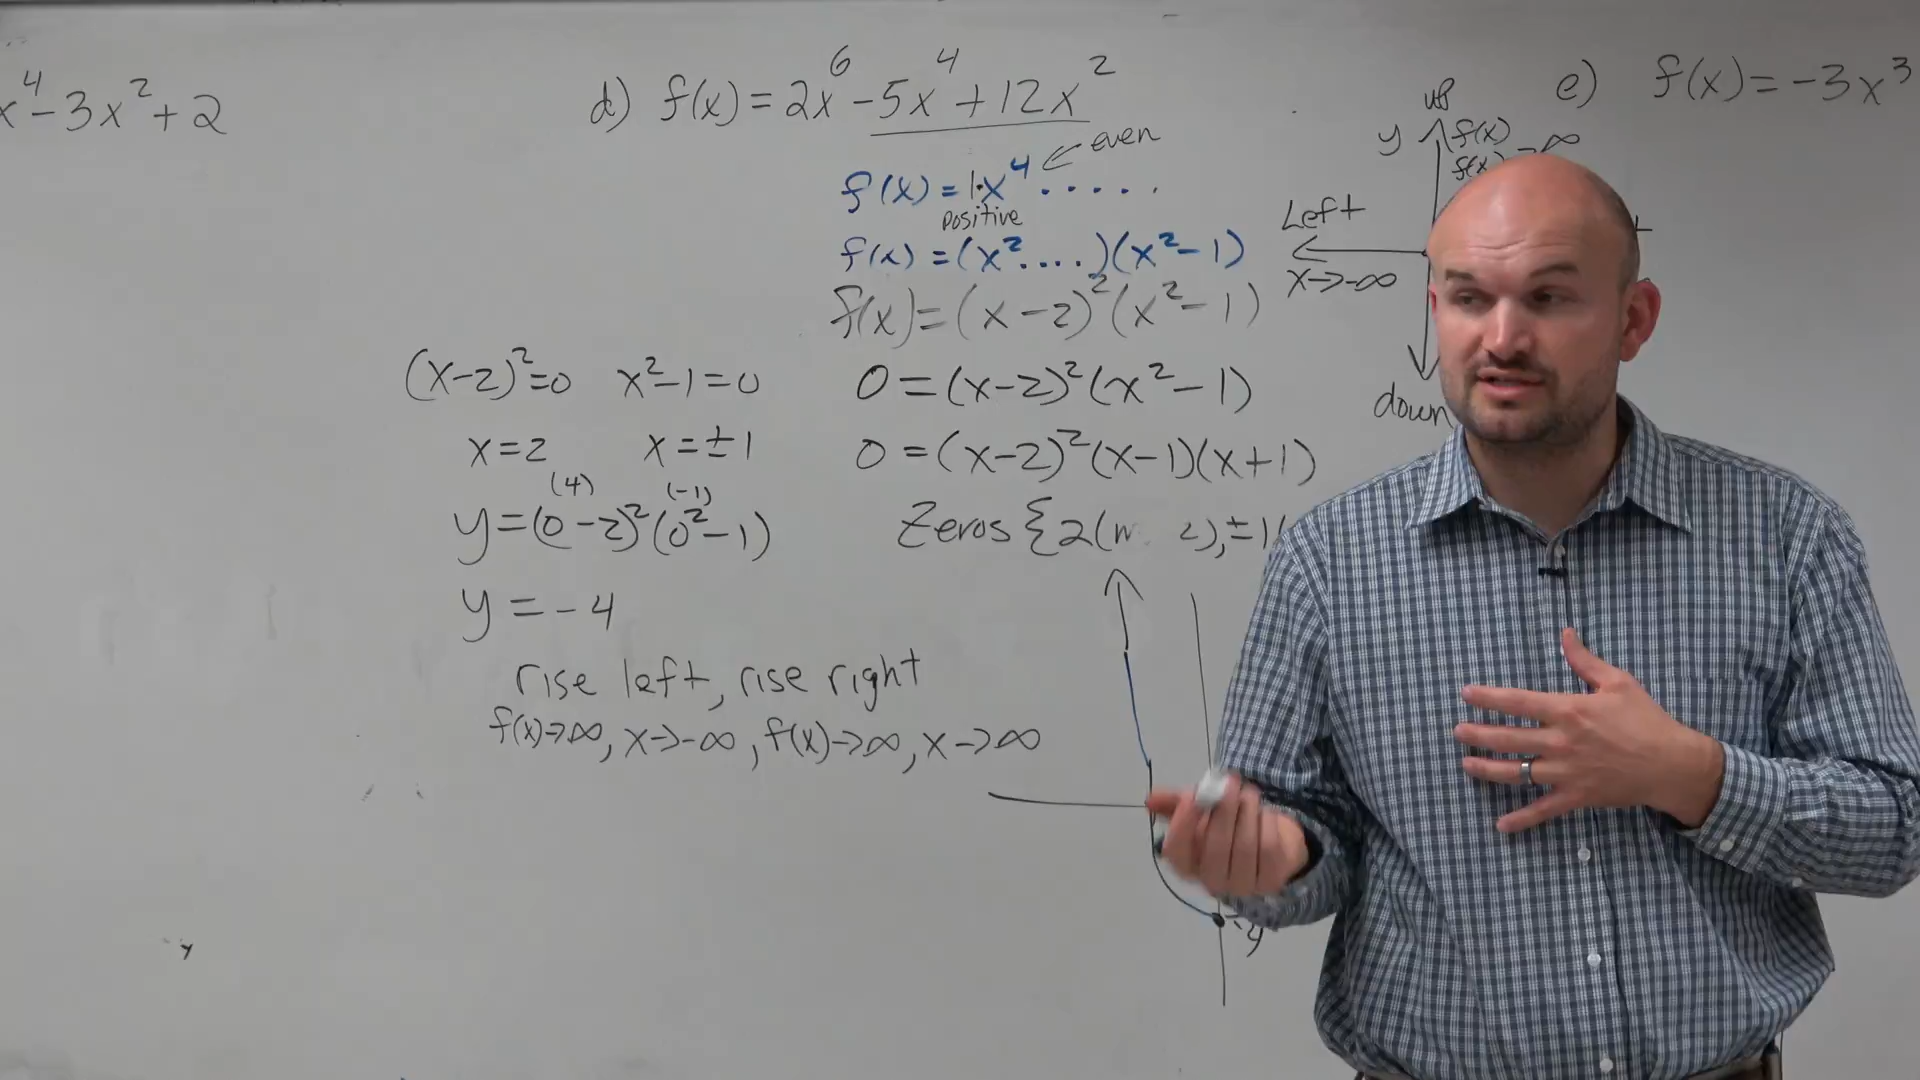 x⁴-3x²+2
d) f(x)=2x⁶-5x⁴+12x²
e) f(x)=-3x³
even
f(x)=1·x⁴.....
positive
f(x)=(x²....)(x²-1)
f(x)=(x-2)²(x²-1)
0=(x-2)²(x²-1)
0=(x-2)²(x-1)(x+1)
Zeros {2( ),±1(
(x-2)²=0 x²-1=0
x=2 x=±1
(4) (-1)
y=(0-2)²(0²-1)
y=-4
rise left, rise right
f(x)→∞, x→-∞, f(x)→∞, x→∞
up
y f(x)
f(x) -∞
Left
x→-∞
down
-4